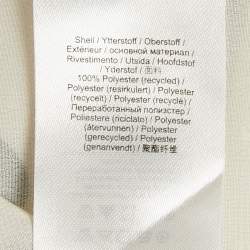 Shell / Ytterstoff / Oberstoff /
Extérieur / основной материал /
Rivestimento / Utsida / Hoofdstof
/ Yderstof / 面料
100% Polyester (recycled) /
Polyester (resirkulert) / Polyester
(recyceit) / Polyester (recyclé) /
Переработанный полиэстер /
Poliestere (riciclato) / Polyester
(återvunnen) / Polyester
(gerecycled) / Polyester
(genanvendt) / 聚酯纤维